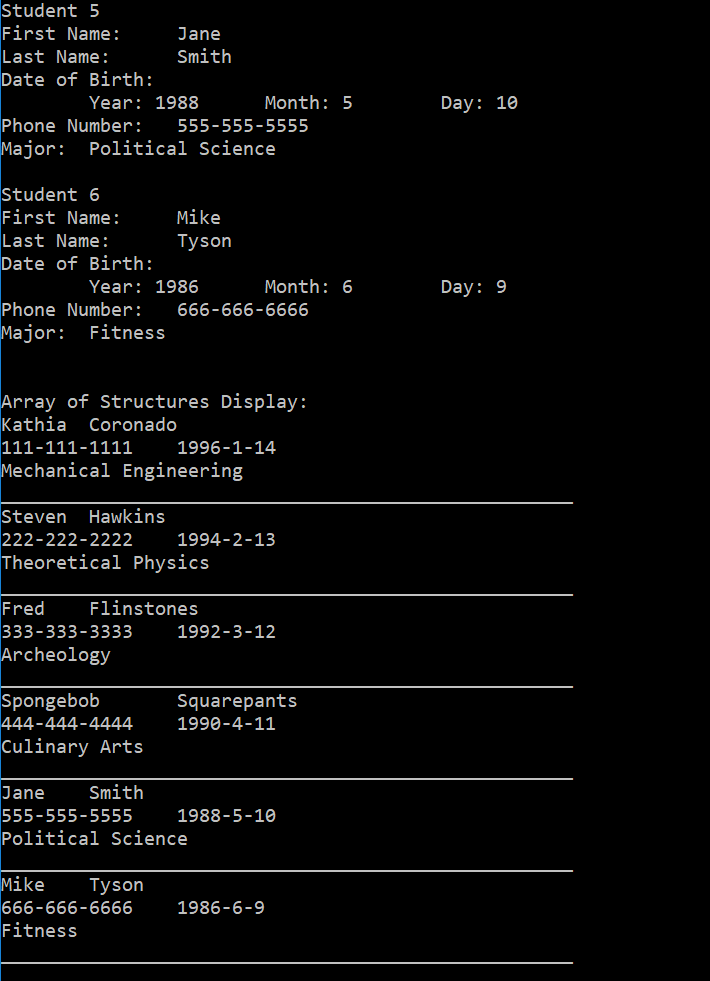 Student 5
First Name:     Jane
Last Name:      Smith
Date of Birth:
        Year: 1988      Month: 5        Day: 10
Phone Number:   555-555-5555
Major:  Political Science
Student 6
First Name:     Mike
Last Name:      Tyson
Date of Birth:
        Year: 1986      Month: 6        Day: 9
Phone Number:   666-666-6666
Major:  Fitness
Array of Structures Display:
Kathia  Coronado
111-111-1111    1996-1-14
Mechanical Engineering
Steven  Hawkins
222-222-2222    1994-2-13
Theoretical Physics
Fred    Flinstones
333-333-3333    1992-3-12
Archeology
Spongebob       Squarepants
444-444-4444    1990-4-11
Culinary Arts
Jane    Smith
555-555-5555    1988-5-10
Political Science
Mike    Tyson
666-666-6666    1986-6-9
Fitness